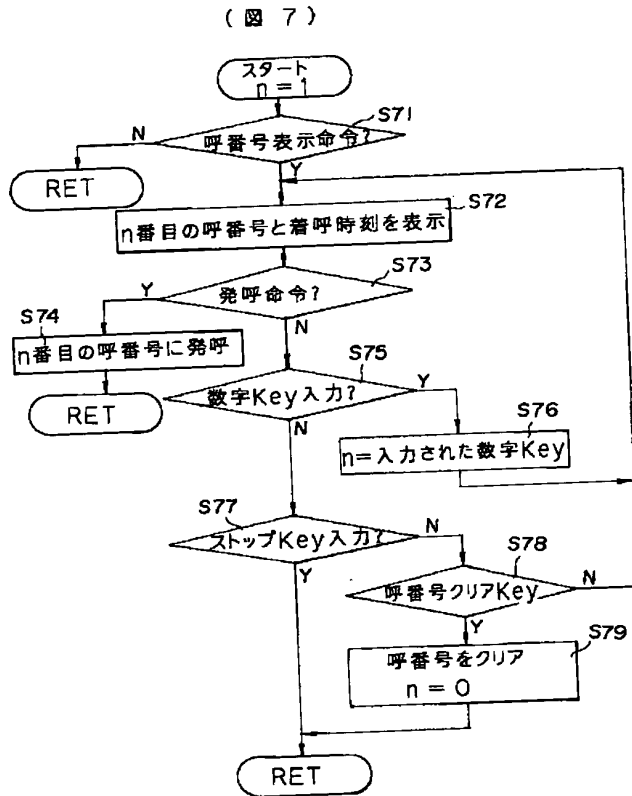 (図 7)
スタート
n=1
S71
呼番号表示命令?
N
Y
RET
S72
n番目の呼番号と着呼時刻を表示
S73
発呼命令?
Y
N
S74
n番目の呼番号に発呼
RET
S75
数字Key入力?
Y
N
S76
n=入力された数字Key
S77
ストップKey入力?
N
Y
S78
呼番号クリアKey
N
Y
S79
呼番号をクリア
n=0
RET